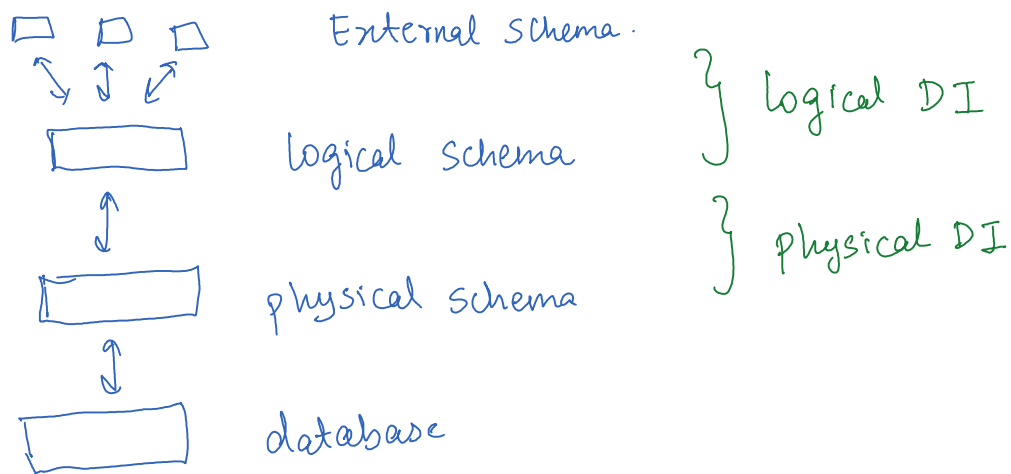 External schema.
logical DI
logical schema
physical DI
physical schema
database